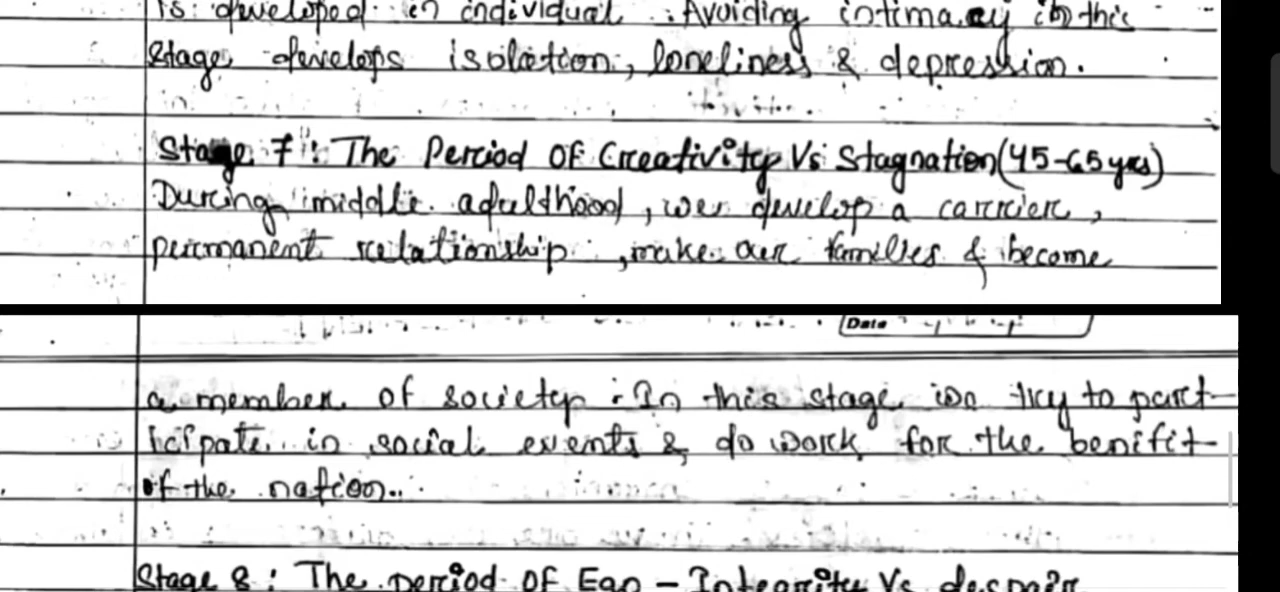 is developed in individual. Avoiding intimacy in this
stage develops isolation, loneliness & depression.
Stage 7: The Period Of Creativity Vs Stagnation (45-65 yrs)
During middle adulthood, we develop a carrier,
permanent relationship, make our families & become
Date
a member of society. In this stage we try to part-
icipate in social events & do work for the benifit
of the nation.
Stage 8: The period Of Ego - Integrity Vs despair